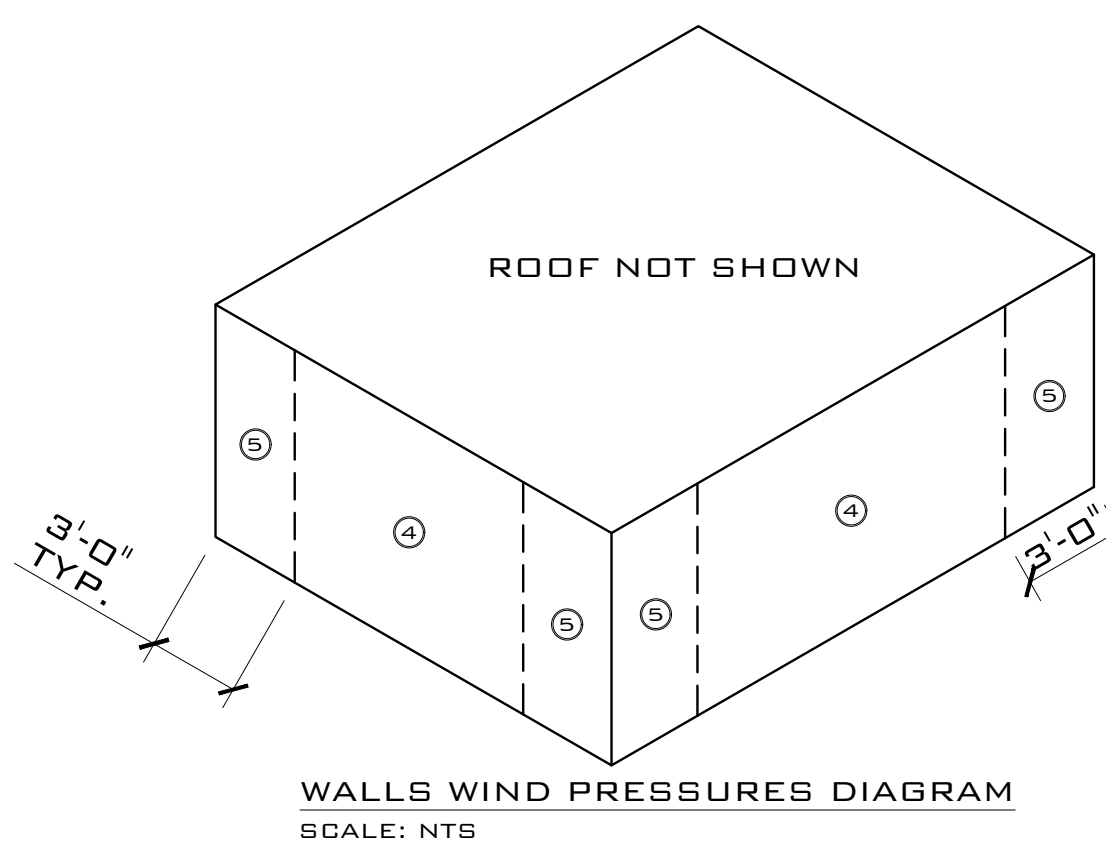 ROOF NOT SHOWN
5
5
4
4
5
5
3'-0"
TYP.
3'-0"
WALLS WIND PRESSURES DIAGRAM
SCALE: NTS